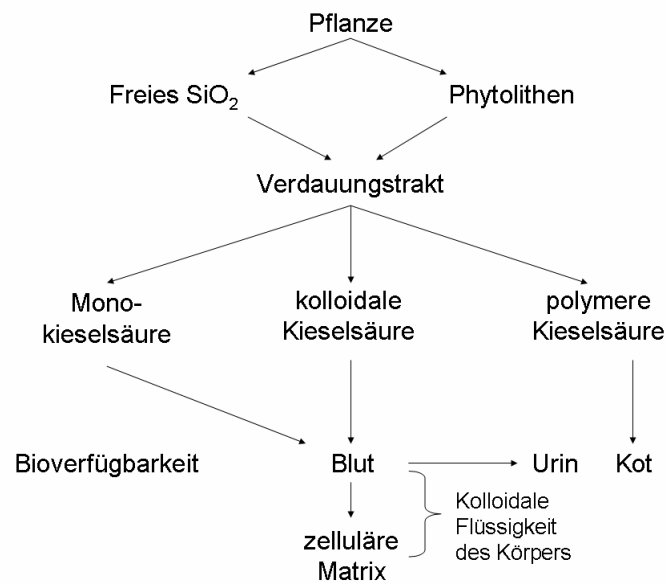 Pflanze
Freies SiO₂
Phytolithen
Verdauungstrakt
Mono-
kieselsäure
kolloidale
Kieselsäure
polymere
Kieselsäure
Bioverfügbarkeit
Blut
Urin
Kot
Kolloidale
Flüssigkeit
des Körpers
zelluläre
Matrix